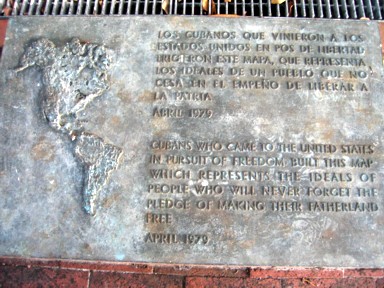 LOS CUBANOS QUE VINIERON A LOS
ESTADOS UNIDOS EN POS DE LIBERTAD
ERIGIERON ESTE MAPA, QUE REPRESENTA
LOS IDEALES DE UN PUEBLO QUE NO
CESA EN EL EMPEÑO DE LIBERAR A
LA PATRIA
ABRIL 1979
CUBANS WHO CAME TO THE UNITED STATES
IN PURSUIT OF FREEDOM BUILT THIS MAP
WHICH REPRESENTS THE IDEALS OF
PEOPLE WHO WILL NEVER FORGET THE
PLEDGE OF MAKING THEIR FATHERLAND
FREE
APRIL 1979